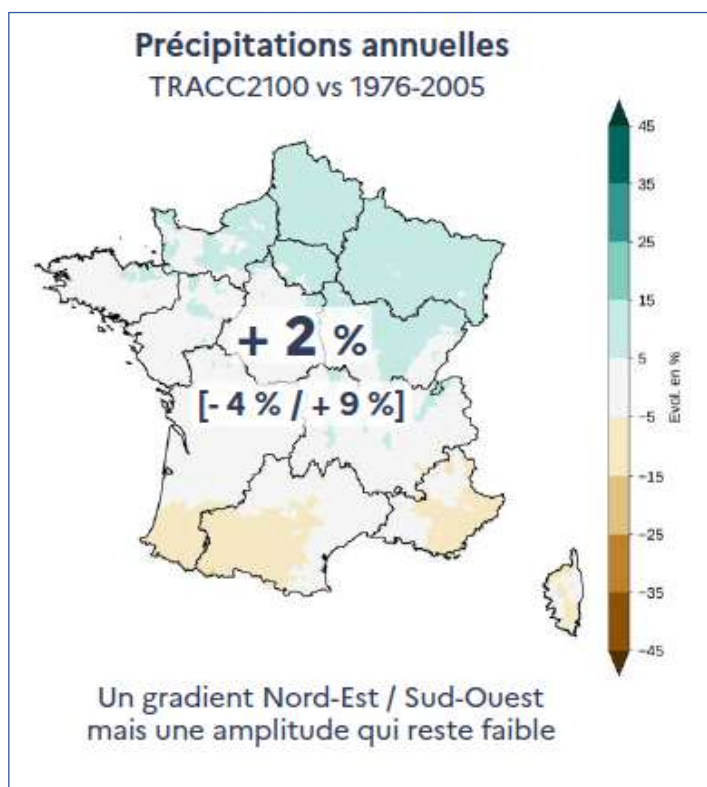 Précipitations annuelles
TRACC2100 vs 1976-2005
45
35
25
15
5
-5
-15
-25
-35
-45
Evol. en %
+ 2 %
[- 4 % / + 9 %]
Un gradient Nord-Est / Sud-Ouest
mais une amplitude qui reste faible